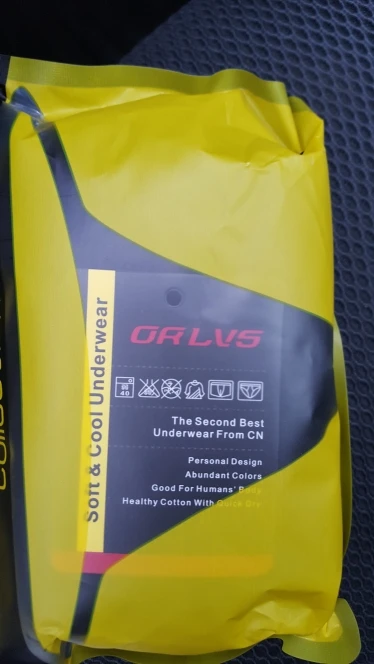 ORLVS
Soft & Cool Underwear
The Second Best
Underwear From CN
Personal Design
Abundant Colors
Good For Humans' Body
Healthy Cotton With Quick Dry